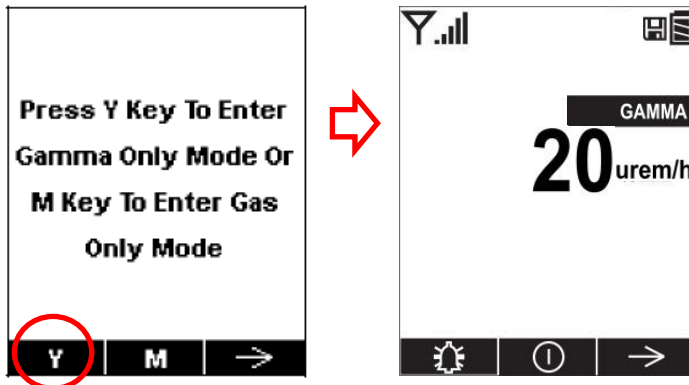 Press Y Key To Enter
Gamma Only Mode Or
M Key To Enter Gas
Only Mode
Y M
GAMMA
20 urem/h